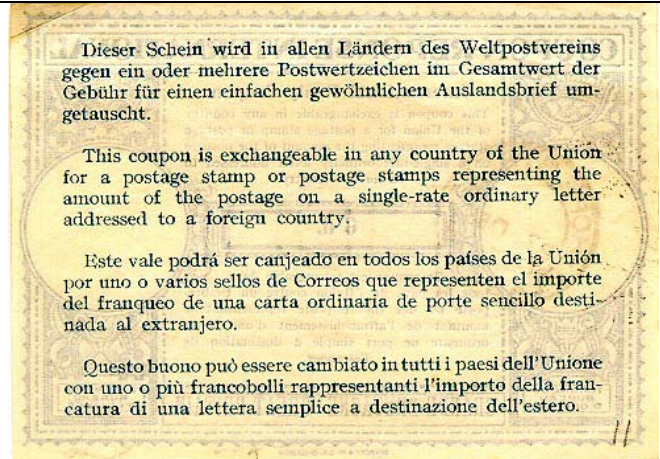 Dieser Schein wird in allen Ländern des Weltpostvereins
gegen ein oder mehrere Postwertzeichen im Gesamtwert der
Gebühr für einen einfachen gewöhnlichen Auslandsbrief um-
getauscht.
This coupon is exchangeable in any country of the Union
for a postage stamp or postage stamps representing the
amount of the postage on a single-rate ordinary letter
addressed to a foreign country.
Este vale podrá ser canjeado en todos los países de la Unión
por uno o varios sellos de Correos que representen el importe
del franqueo de una carta ordinaria de porte sencillo desti-
nada al extranjero.
Questo buono può essere cambiato in tutti i paesi dell'Unione
con uno o più francobolli rappresentanti l'importo della fran-
catura di una lettera semplice a destinazione dell'estero.
11